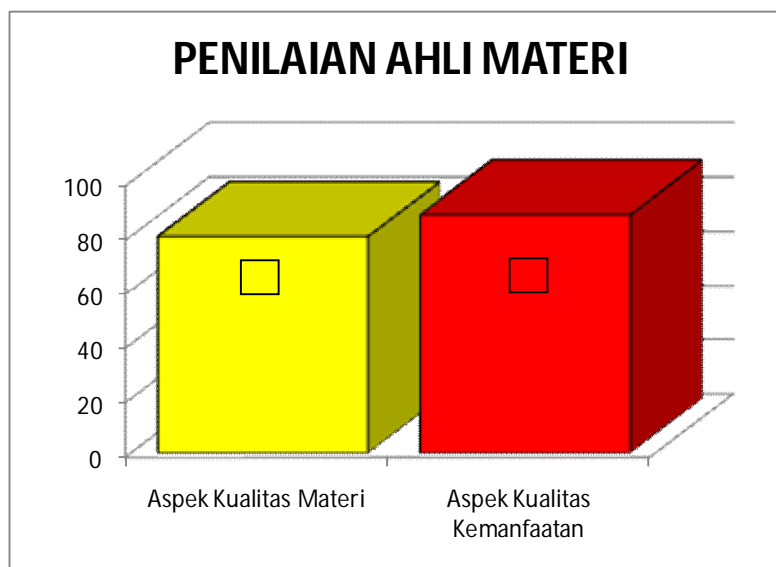 PENILAIAN AHLI MATERI
100
80
60
40
20
0
Aspek Kualitas Materi
Aspek Kualitas
Kemanfaatan